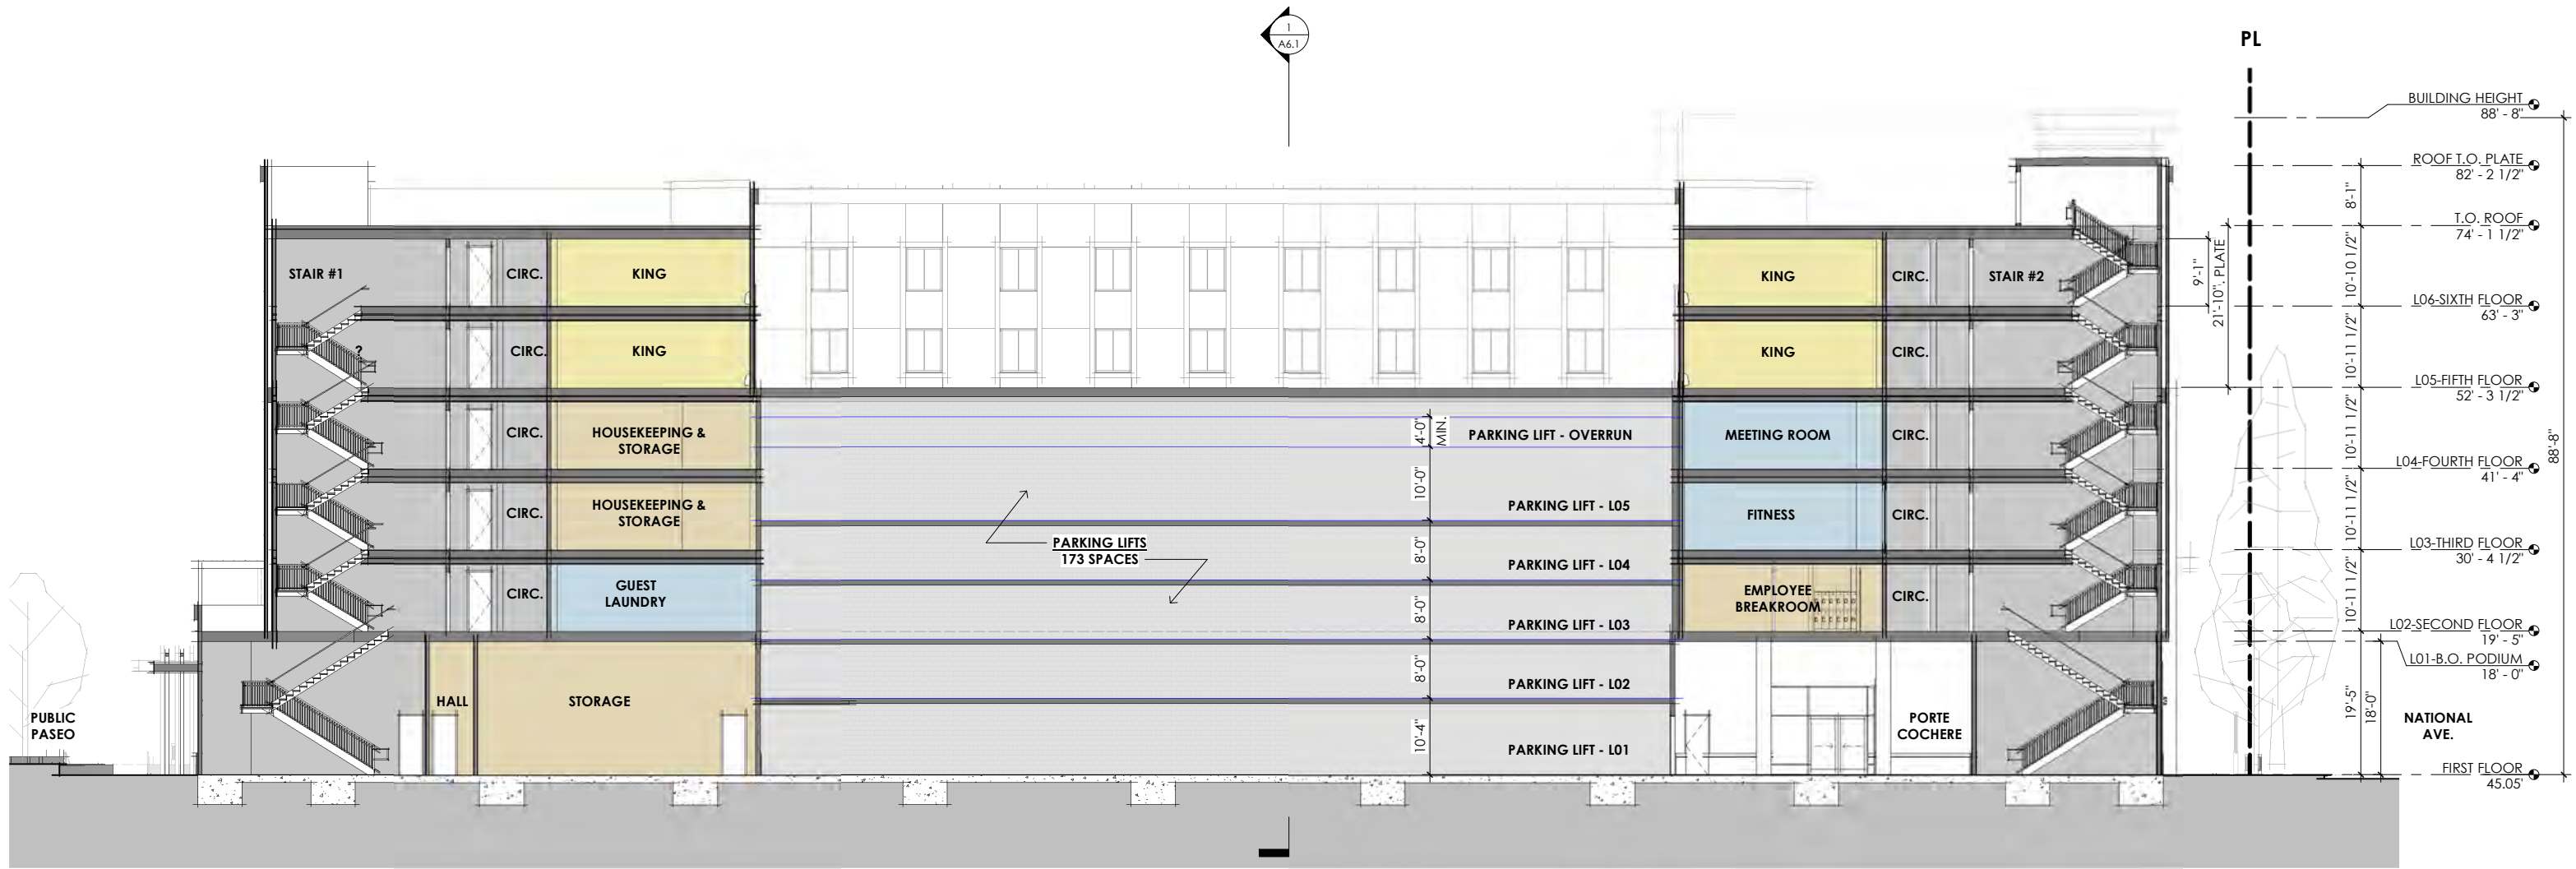 1
A6.1
PL
BUILDING HEIGHT
88' - 8"
ROOF T.O. PLATE
82' - 2 1/2"
8'-1"
T.O. ROOF
74' - 1 1/2"
STAIR #1
CIRC.
KING
KING
CIRC.
STAIR #2
9'-1"
21'-10". PLATE
10'-10 1/2"
L06-SIXTH FLOOR
63' - 3"
?
CIRC.
KING
KING
CIRC.
10'-11 1/2"
L05-FIFTH FLOOR
52' - 3 1/2"
CIRC.
HOUSEKEEPING &
STORAGE
4'-0"
MIN.
PARKING LIFT - OVERRUN
MEETING ROOM
CIRC.
10'-11 1/2"
88'-8"
L04-FOURTH FLOOR
41' - 4"
CIRC.
HOUSEKEEPING &
STORAGE
10'-0"
PARKING LIFT - L05
FITNESS
CIRC.
10'-11 1/2"
L03-THIRD FLOOR
30' - 4 1/2"
PARKING LIFTS
173 SPACES
8'-0"
PARKING LIFT - L04
CIRC.
GUEST
LAUNDRY
8'-0"
PARKING LIFT - L03
EMPLOYEE
BREAKROOM
CIRC.
10'-11 1/2"
L02-SECOND FLOOR
19' - 5"
L01-B.O. PODIUM
18' - 0"
8'-0"
PARKING LIFT - L02
PUBLIC
PASEO
HALL
STORAGE
10'-4"
PARKING LIFT - L01
PORTE
COCHERE
19'-5"
18'-0"
NATIONAL
AVE.
FIRST FLOOR
45.05'